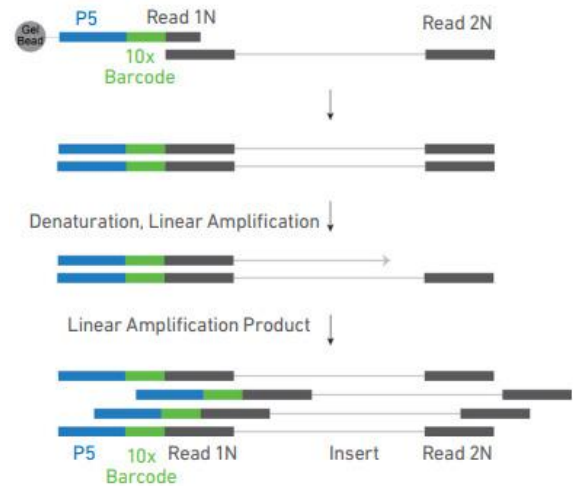 P5 Read 1N
Gel
Bead
Read 2N
10x
Barcode
Denaturation, Linear Amplification
Linear Amplification Product
P5 10x Read 1N Insert Read 2N
Barcode